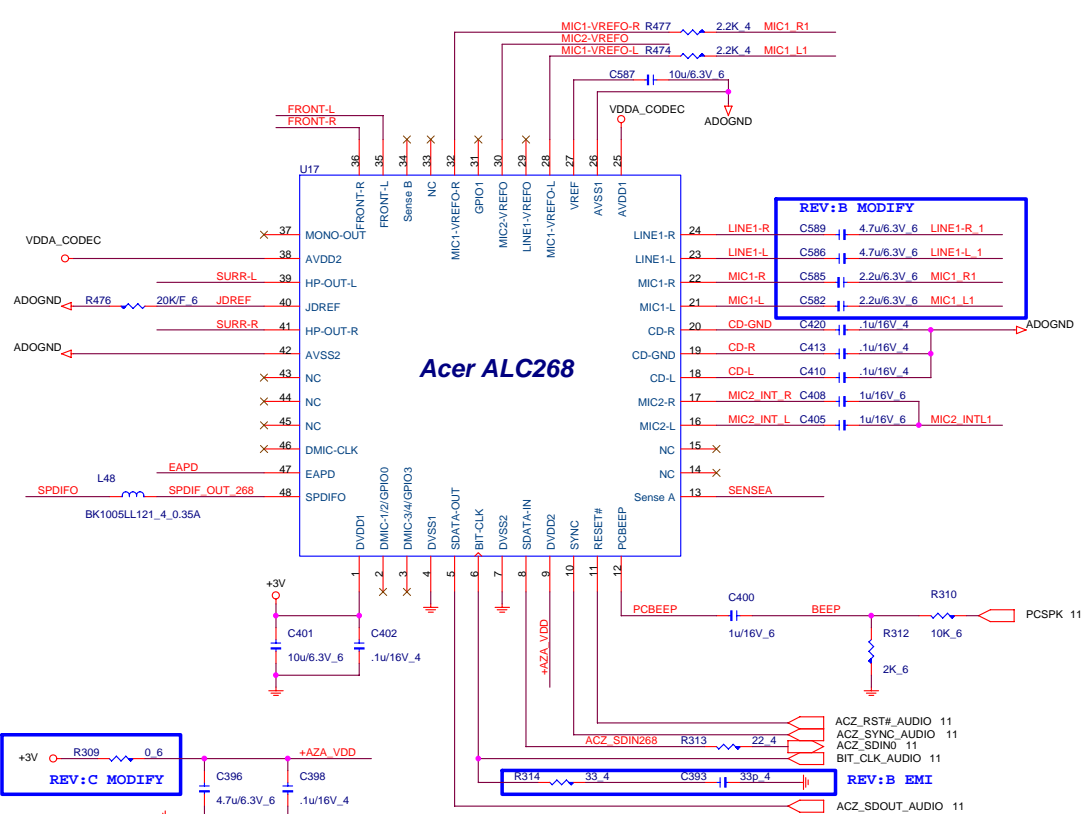 MIC1-VREFO-R R477 2.2K_4 MIC1_R1
MIC2-VREFO
MIC1-VREFO-L R474 2.2K_4 MIC1_L1
C587 10u/6.3V_6
VDDA_CODEC
ADOGND
FRONT-L
FRONT-R
U17
36 35 34 33 32 31 30 29 28 27 26 25
FRONT-R
FRONT-L
Sense B
NC
MIC1-VREFO-R
GPIO1
MIC2-VREFO
LINE1-VREFO
MIC1-VREFO-L
VREF
AVSS1
AVDD1
REV:B MODIFY
37 MONO-OUT
VDDA_CODEC
38 AVDD2
SURR-L 39 HP-OUT-L
ADOGND R476 20K/F_6 JDREF 40 JDREF
SURR-R 41 HP-OUT-R
ADOGND 42 AVSS2
43 NC
44 NC
45 NC
46 DMIC-CLK
EAPD 47 EAPD
L48
SPDIFO SPDIF_OUT_268 48 SPDIFO
BK1005LL121_4_0.35A
Acer ALC268
LINE1-R 24 LINE1-R C589 4.7u/6.3V_6 LINE1-R_1
LINE1-L 23 LINE1-L C586 4.7u/6.3V_6 LINE1-L_1
MIC1-R 22 MIC1-R C585 2.2u/6.3V_6 MIC1_R1
MIC1-L 21 MIC1-L C582 2.2u/6.3V_6 MIC1_L1
CD-R 20 CD-GND C420 .1u/16V_4 ADOGND
CD-GND 19 CD-R C413 .1u/16V_4
CD-L 18 CD-L C410 .1u/16V_4
MIC2-R 17 MIC2_INT_R C408 1u/16V_6
MIC2-L 16 MIC2_INT_L C405 1u/16V_6 MIC2_INTL1
NC 15
NC 14
Sense A 13 SENSEA
DVDD1
DMIC-1/2/GPIO0
DMIC-3/4/GPIO3
DVSS1
SDATA-OUT
BIT-CLK
DVSS2
SDATA-IN
DVDD2
SYNC
RESET#
PCBEEP
1 2 3 4 5 6 7 8 9 10 11 12
+3V
C401
10u/6.3V_6
C402
.1u/16V_4
+AZA_VDD
PCBEEP C400 BEEP R310 PCSPK 11
1u/16V_6
10K_6
R312
2K_6
ACZ_RST#_AUDIO 11
ACZ_SYNC_AUDIO 11
ACZ_SDIN268 R313 22_4 ACZ_SDIN0 11
BIT_CLK_AUDIO 11
R314 33_4 C393 33p_4 REV:B EMI
ACZ_SDOUT_AUDIO 11
+3V R309 0_6 +AZA_VDD
REV:C MODIFY
C396
4.7u/6.3V_6
C398
.1u/16V_4